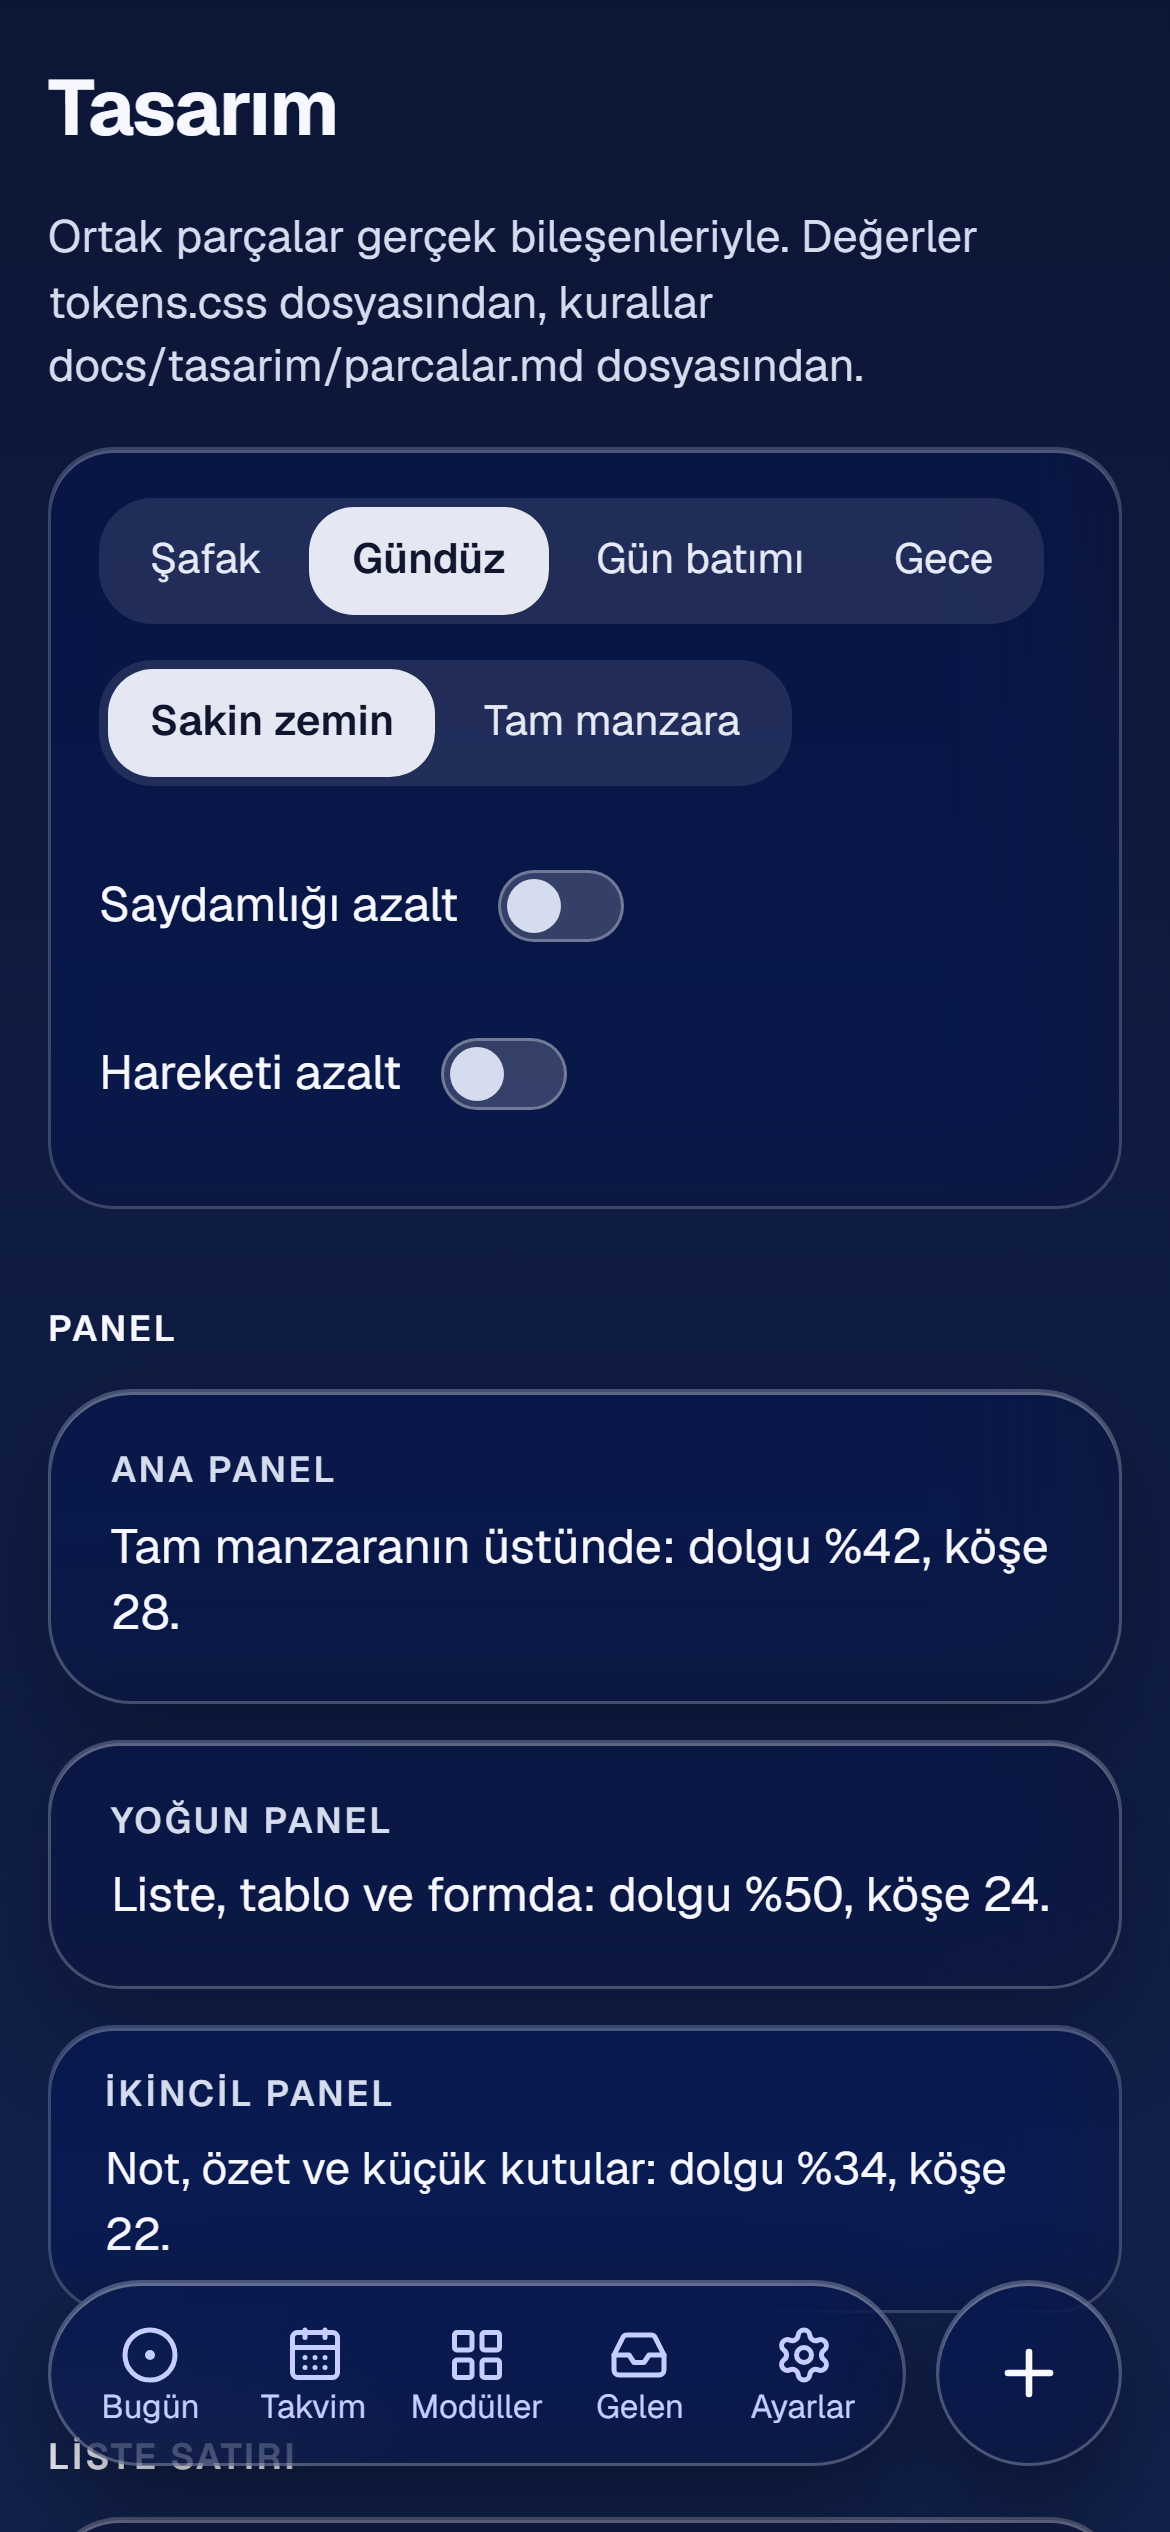 Tasarım
Ortak parçalar gerçek bileşenleriyle. Değerler
tokens.css dosyasından, kurallar
docs/tasarim/parcalar.md dosyasından.
Şafak Gündüz Gün batımı Gece
Sakin zemin Tam manzara
Saydamlığı azalt
Hareketi azalt
PANEL
ANA PANEL
Tam manzaranın üstünde: dolgu %42, köşe
28.
YOĞUN PANEL
Liste, tablo ve formda: dolgu %50, köşe 24.
İKİNCİL PANEL
Not, özet ve küçük kutular: dolgu %34, köşe
22.
Bugün Takvim Modüller Gelen Ayarlar
LİSTE SATIRI